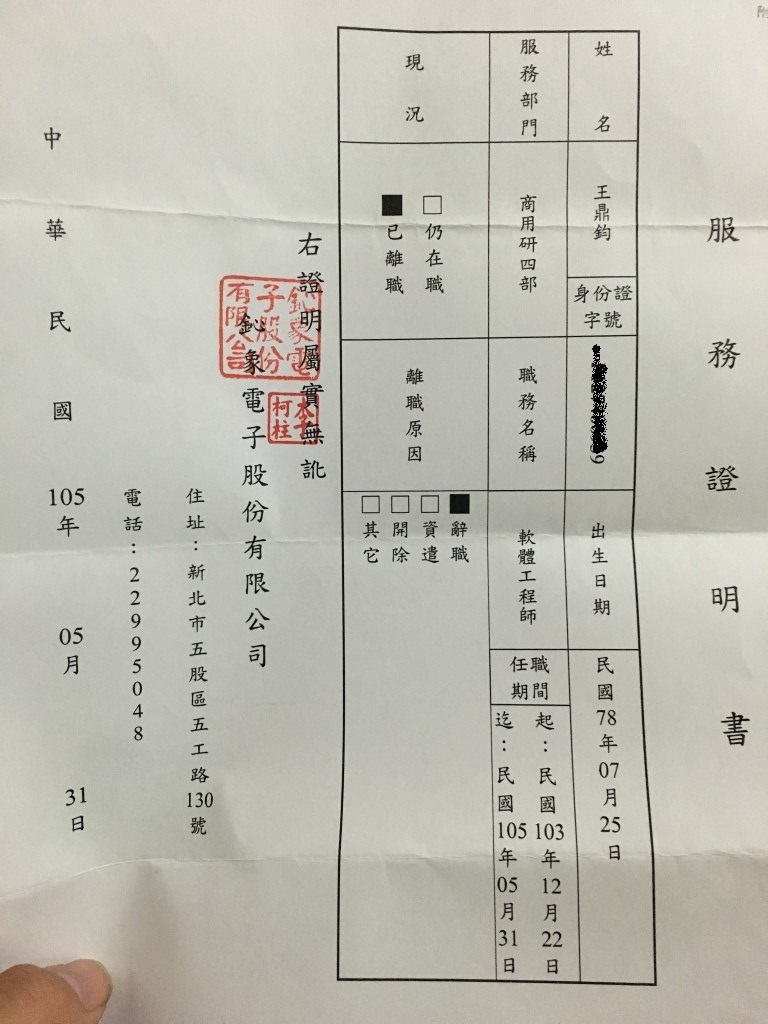 附
服務證明書
姓名
王鼎鈞
身份證字號
9
出生日期
民國78年07月25日
服務部門
商用研四部
職務名稱
軟體工程師
任職期間
起：民國103年12月22日
迄：民國105年05月31日
現況
□仍在職
■已離職
離職原因
■辭職
□資遣
□開除
□其它
右證明屬實無訛
鈊象電子股份有限公司
鈊象電子股份有限公司
住址：新北市五股區五工路130號
電話：22995048
中華民國105年05月31日